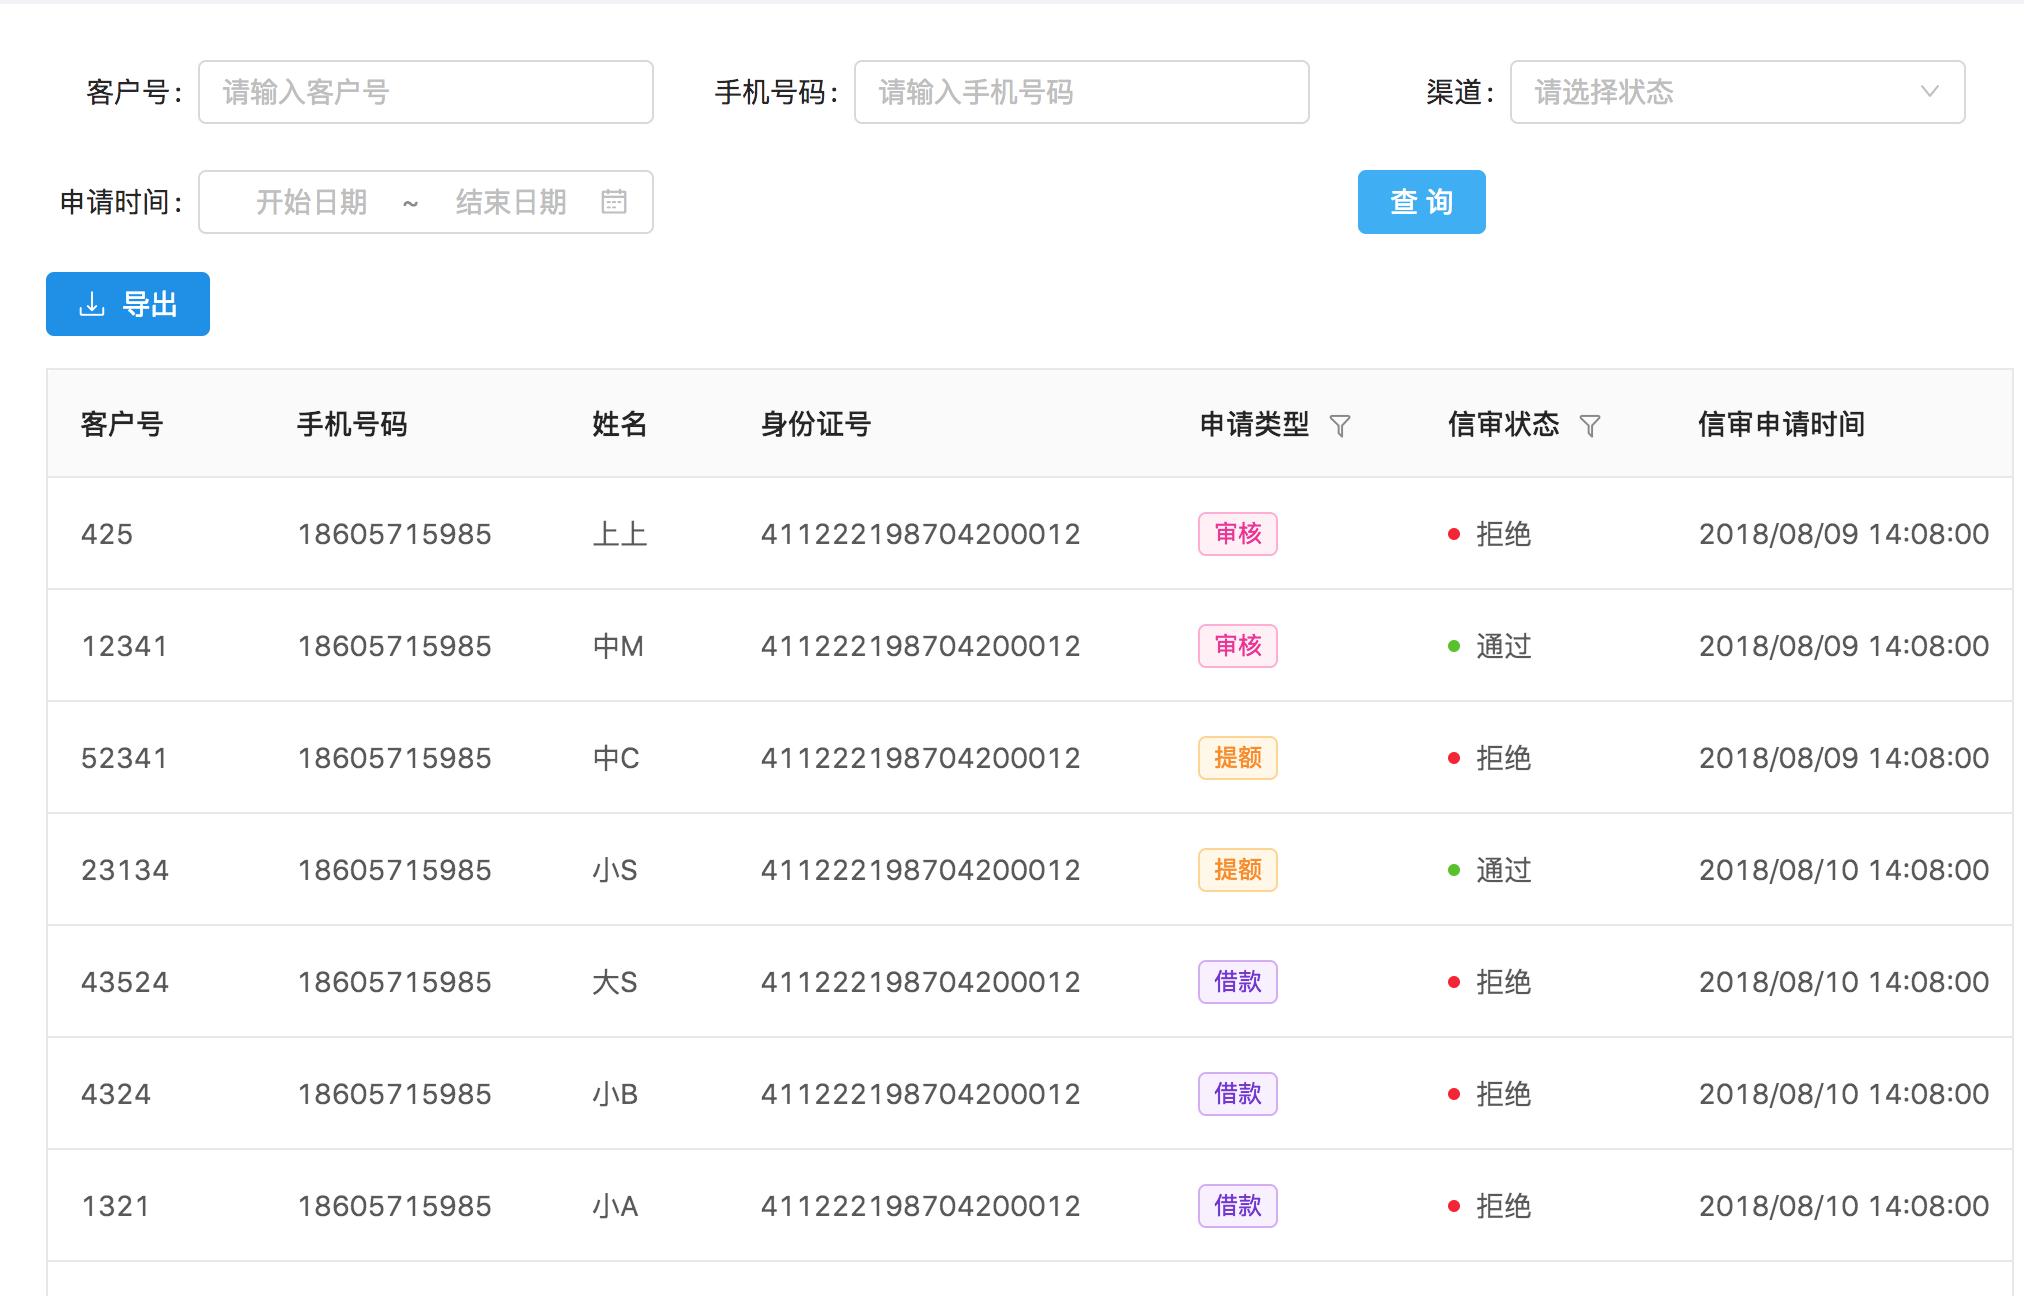 客户号: 请输入客户号 手机号码: 请输入手机号码 渠道: 请选择状态
申请时间: 开始日期 ~ 结束日期 查 询
导出
客户号 手机号码 姓名 身份证号 申请类型 信审状态 信审申请时间
425 18605715985 上上 411222198704200012 审核 拒绝 2018/08/09 14:08:00
12341 18605715985 中M 411222198704200012 审核 通过 2018/08/09 14:08:00
52341 18605715985 中C 411222198704200012 提额 拒绝 2018/08/09 14:08:00
23134 18605715985 小S 411222198704200012 提额 通过 2018/08/10 14:08:00
43524 18605715985 大S 411222198704200012 借款 拒绝 2018/08/10 14:08:00
4324 18605715985 小B 411222198704200012 借款 拒绝 2018/08/10 14:08:00
1321 18605715985 小A 411222198704200012 借款 拒绝 2018/08/10 14:08:00